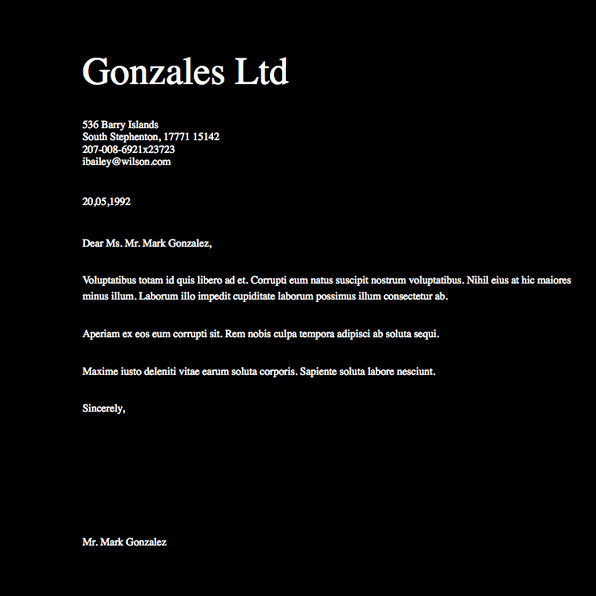 Gonzales Ltd
536 Barry Islands
South Stephenton, 17771 15142
207-008-6921x23723
ibailey@wilson.com
20,05,1992
Dear Ms. Mr. Mark Gonzalez,
Voluptatibus totam id quis libero ad et. Corrupti eum natus suscipit nostrum voluptatibus. Nihil eius at hic maiores
minus illum. Laborum illo impedit cupiditate laborum possimus illum consectetur ab.
Aperiam ex eos eum corrupti sit. Rem nobis culpa tempora adipisci ab soluta sequi.
Maxime iusto deleniti vitae earum soluta corporis. Sapiente soluta labore nesciunt.
Sincerely,
Mr. Mark Gonzalez